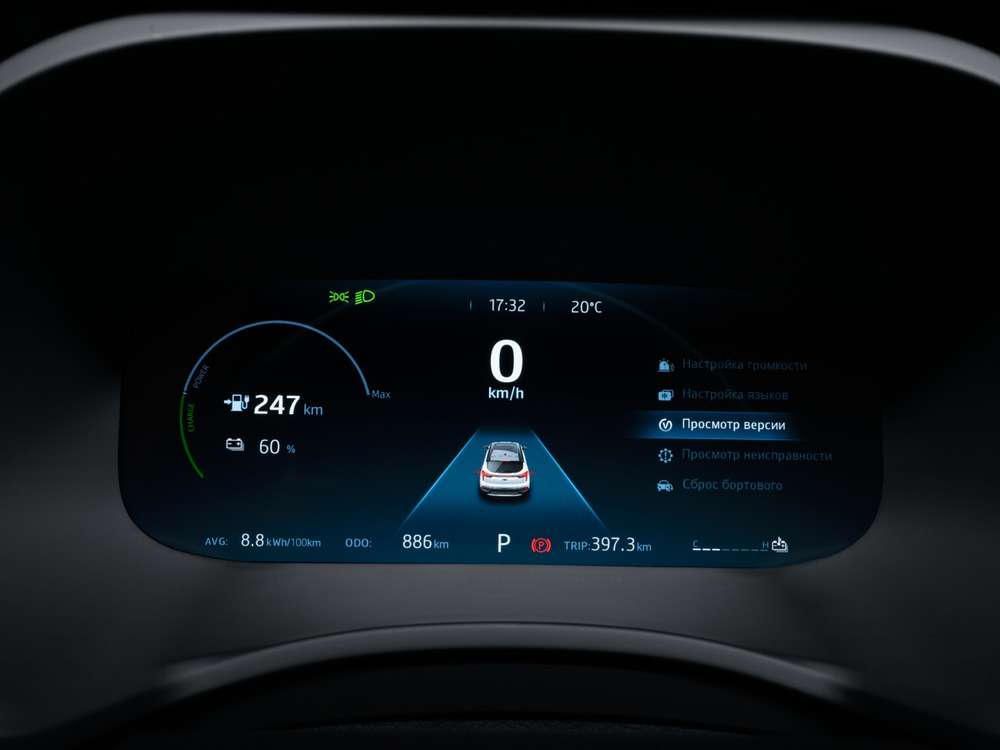 17:32 20°C
0
km/h
POWER
CHARGE
Max
247 km
60 %
Настройка громкости
Настройка языков
Просмотр версии
Просмотр неисправности
Сброс бортового
AVG: 8.8 kWh/100km ODO: 886 km P (P) TRIP: 397.3 km C H